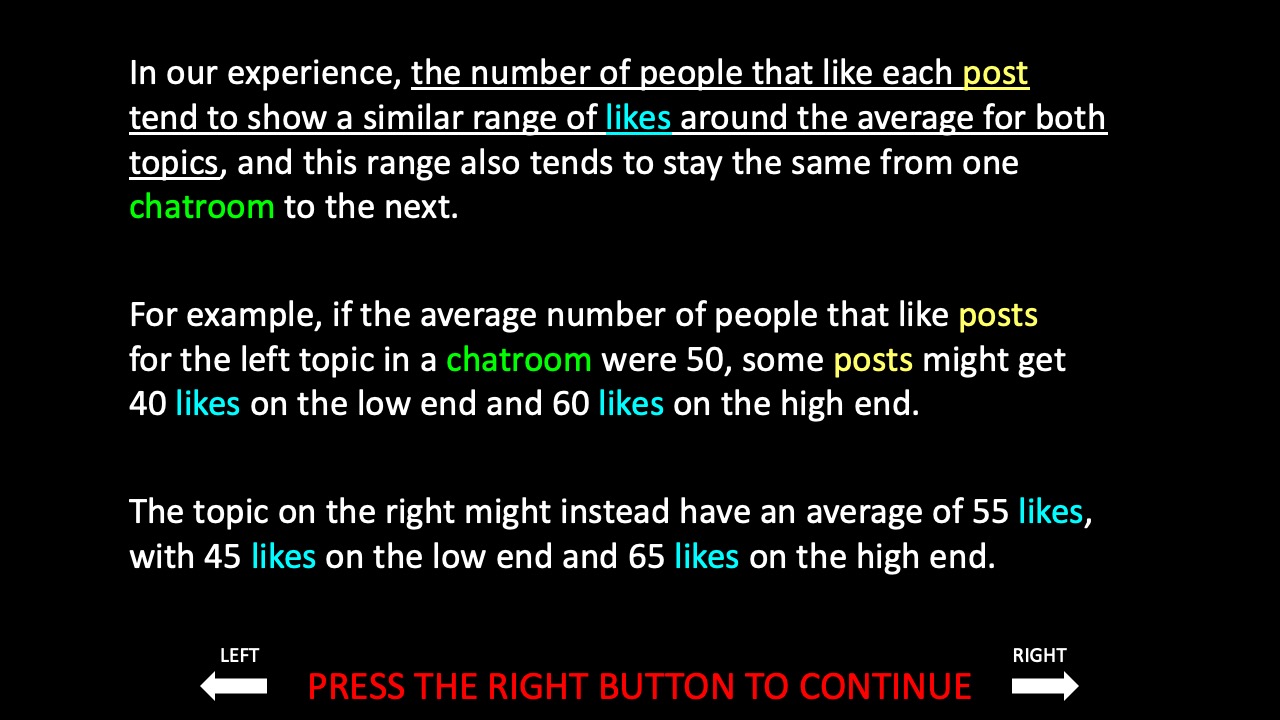 In our experience, the number of people that like each post
tend to show a similar range of likes around the average for both
topics, and this range also tends to stay the same from one
chatroom to the next.
For example, if the average number of people that like posts
for the left topic in a chatroom were 50, some posts might get
40 likes on the low end and 60 likes on the high end.
The topic on the right might instead have an average of 55 likes,
with 45 likes on the low end and 65 likes on the high end.
LEFT
RIGHT
PRESS THE RIGHT BUTTON TO CONTINUE